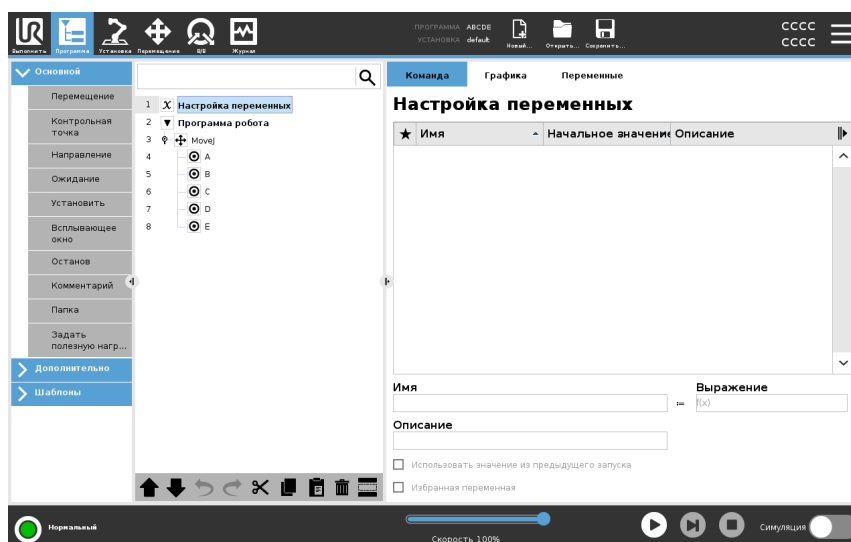 Выполнить Программа Установка Перемещение В/В Журнал
ПРОГРАММА ABCDE
УСТАНОВКА default
Новый... Открыть... Сохранить...
CCCC
CCCC
Основной
Перемещение
Контрольная
точка
Направление
Ожидание
Установить
Всплывающее
окно
Останов
Комментарий
Папка
Задать
полезную нагр...
Дополнительно
Шаблоны
1 Настройка переменных
2 Программа робота
3 MoveJ
4 A
5 B
6 C
7 D
8 E
Команда Графика Переменные
Настройка переменных
Имя Начальное значение Описание
Имя Выражение
:= f(x)
Описание
Использовать значение из предыдущего запуска
Избранная переменная
Нормальный
Скорость 100%
Симуляция